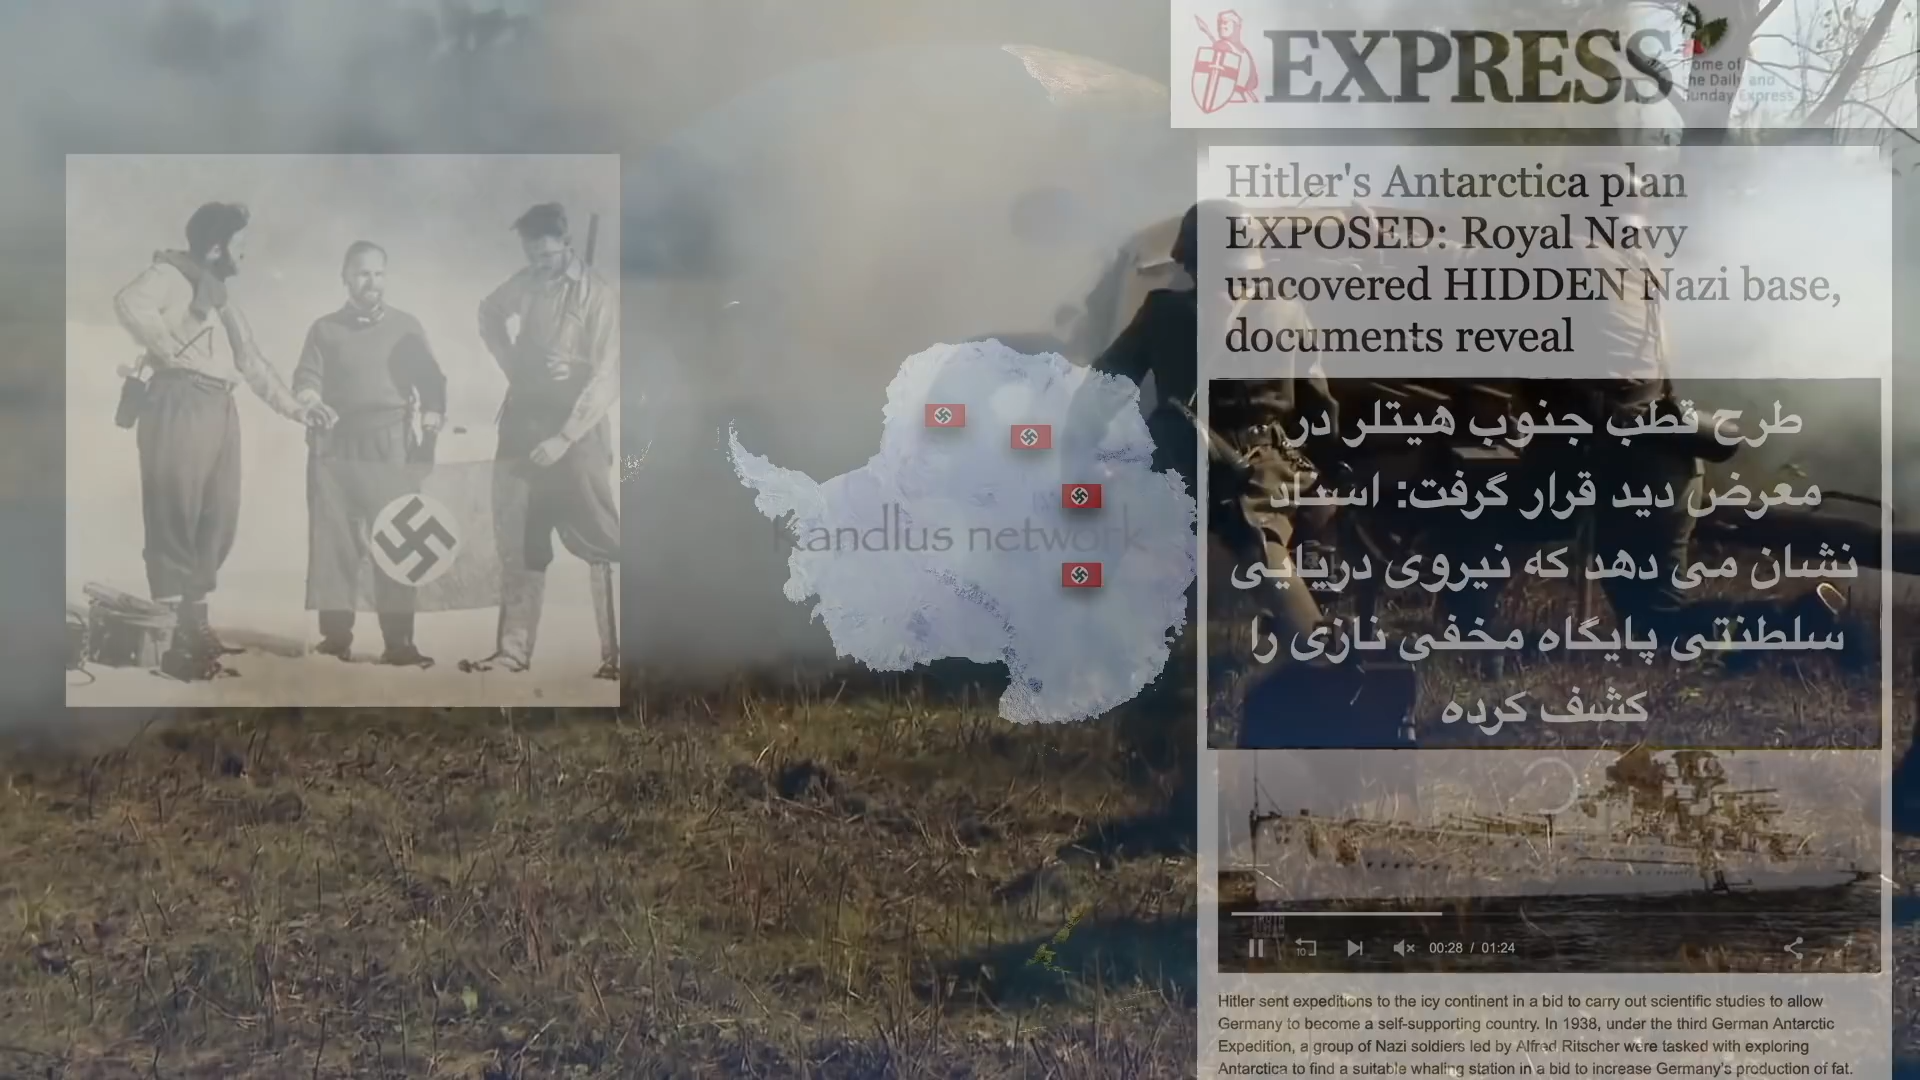 EXPRESS
Home of
the Daily and
Sunday Express
Hitler's Antarctica plan
EXPOSED: Royal Navy
uncovered HIDDEN Nazi base,
documents reveal
طرح قطب جنوب هیتلر در
معرض دید قرار گرفت: اسناد
نشان می دهد که نیروی دریایی
سلطنتی پایگاه مخفی نازی را
کشف کرده
Kandlus network
10
00:28 / 01:24
Hitler sent expeditions to the icy continent in a bid to carry out scientific studies to allow
Germany to become a self-supporting country. In 1938, under the third German Antarctic
Expedition, a group of Nazi soldiers led by Alfred Ritscher were tasked with exploring
Antarctica to find a suitable whaling station in a bid to increase Germany's production of fat.